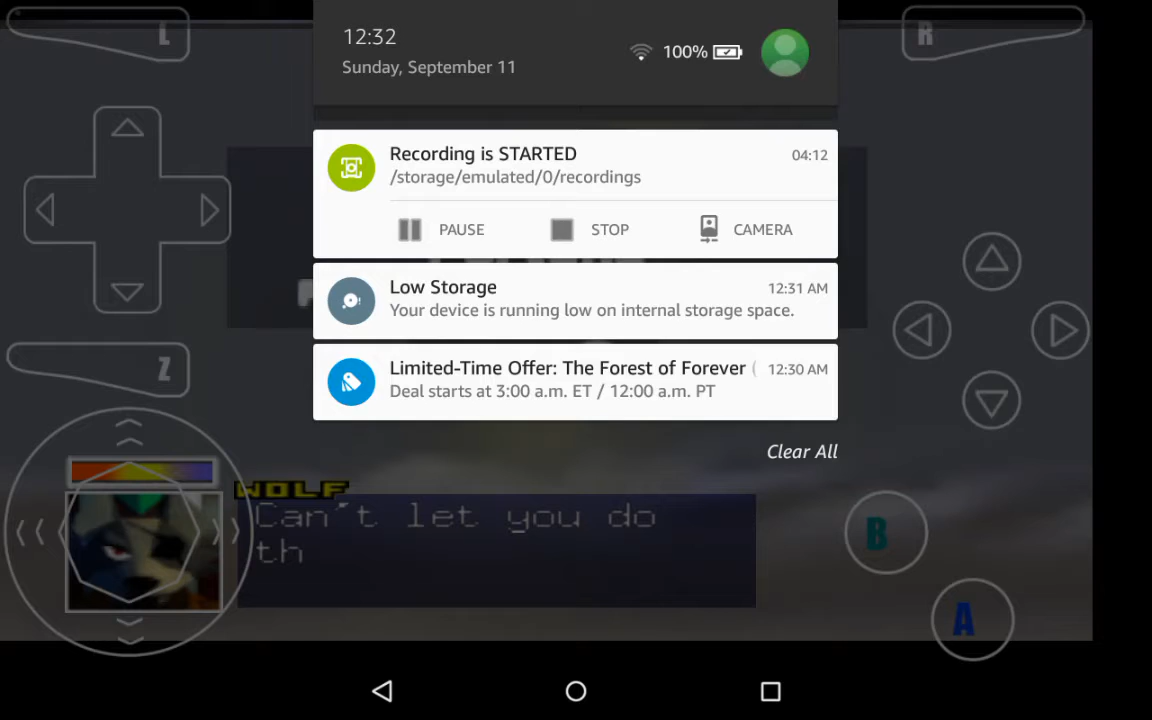 L
R
12:32
100%
Sunday, September 11
Recording is STARTED
04:12
/storage/emulated/0/recordings
PAUSE
STOP
CAMERA
Low Storage
12:31 AM
Your device is running low on internal storage space.
Limited-Time Offer: The Forest of Forever (
12:30 AM
Deal starts at 3:00 a.m. ET / 12:00 a.m. PT
Z
Clear All
WOLF
Can't let you do
th
B
A